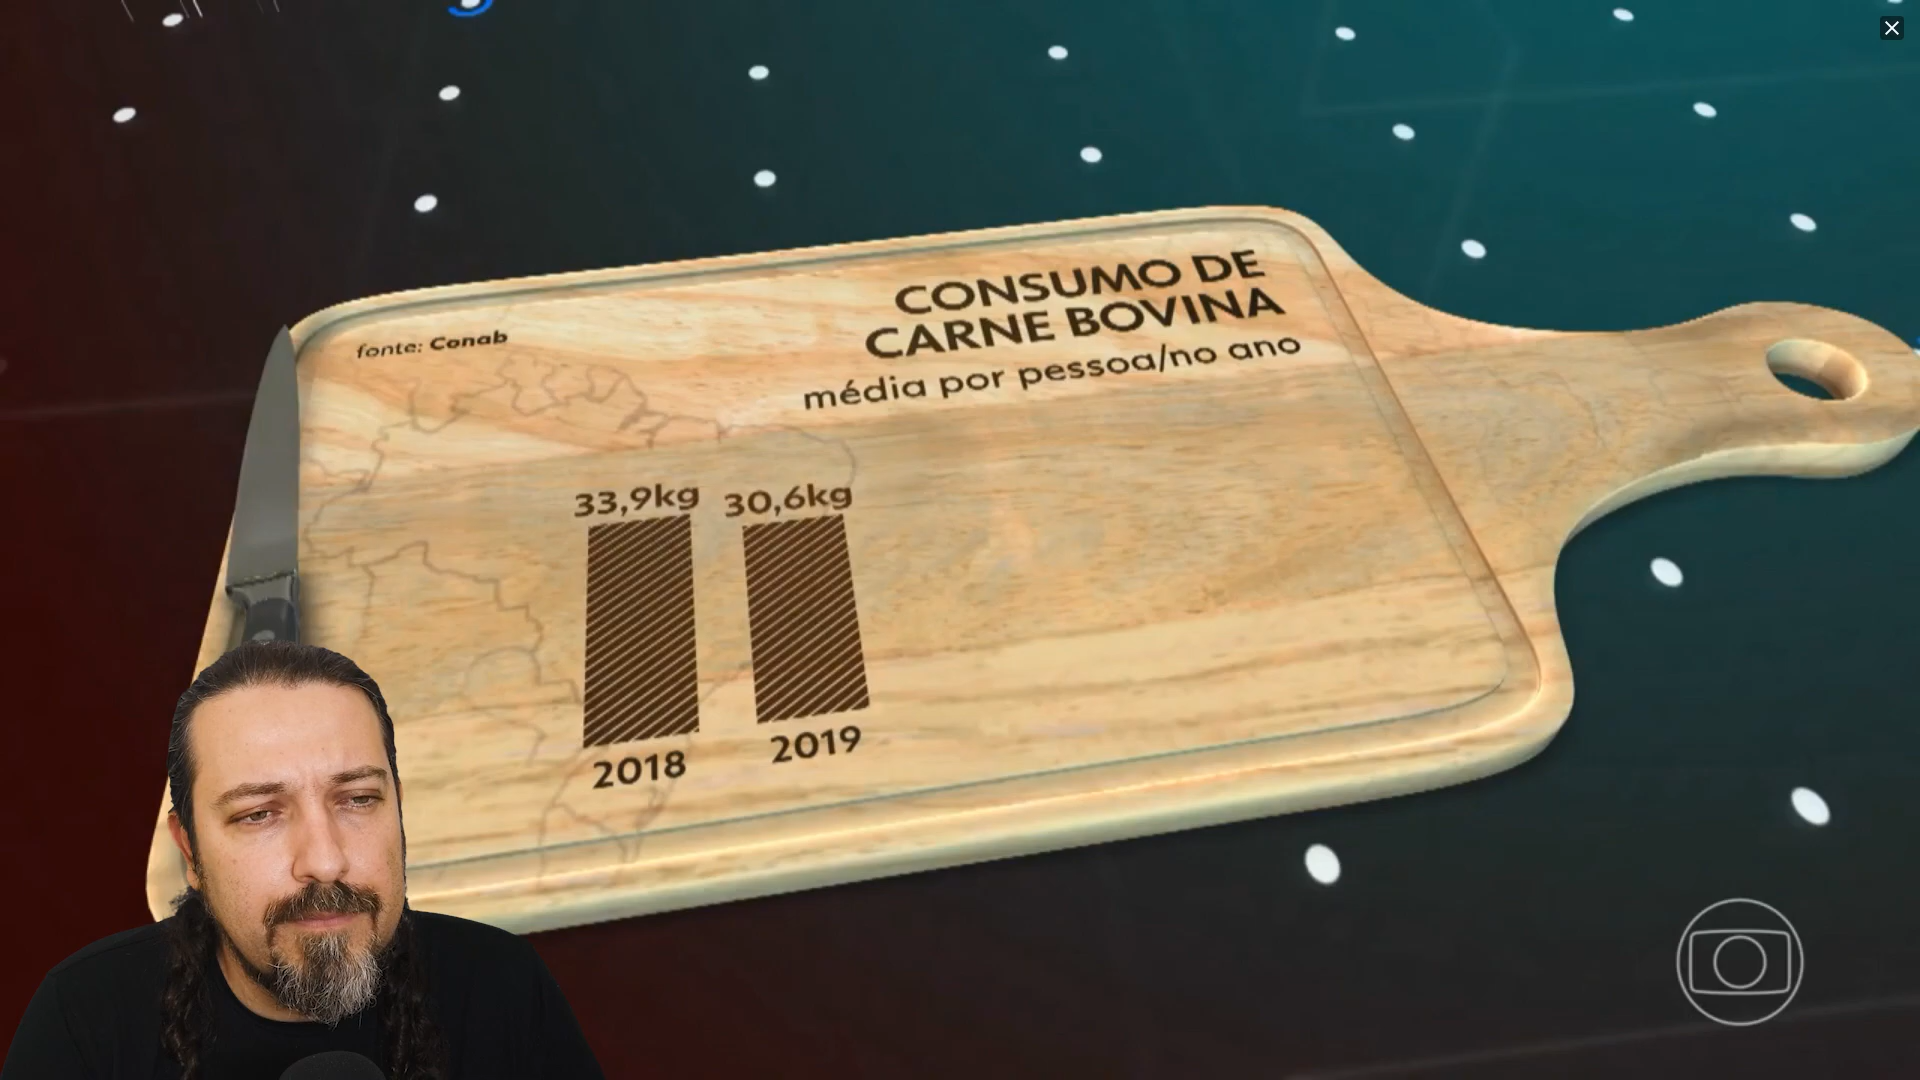 CONSUMO DE
CARNE BOVINA
média por pessoa/no ano
fonte: Conab
33,9kg 30,6kg
2018 2019